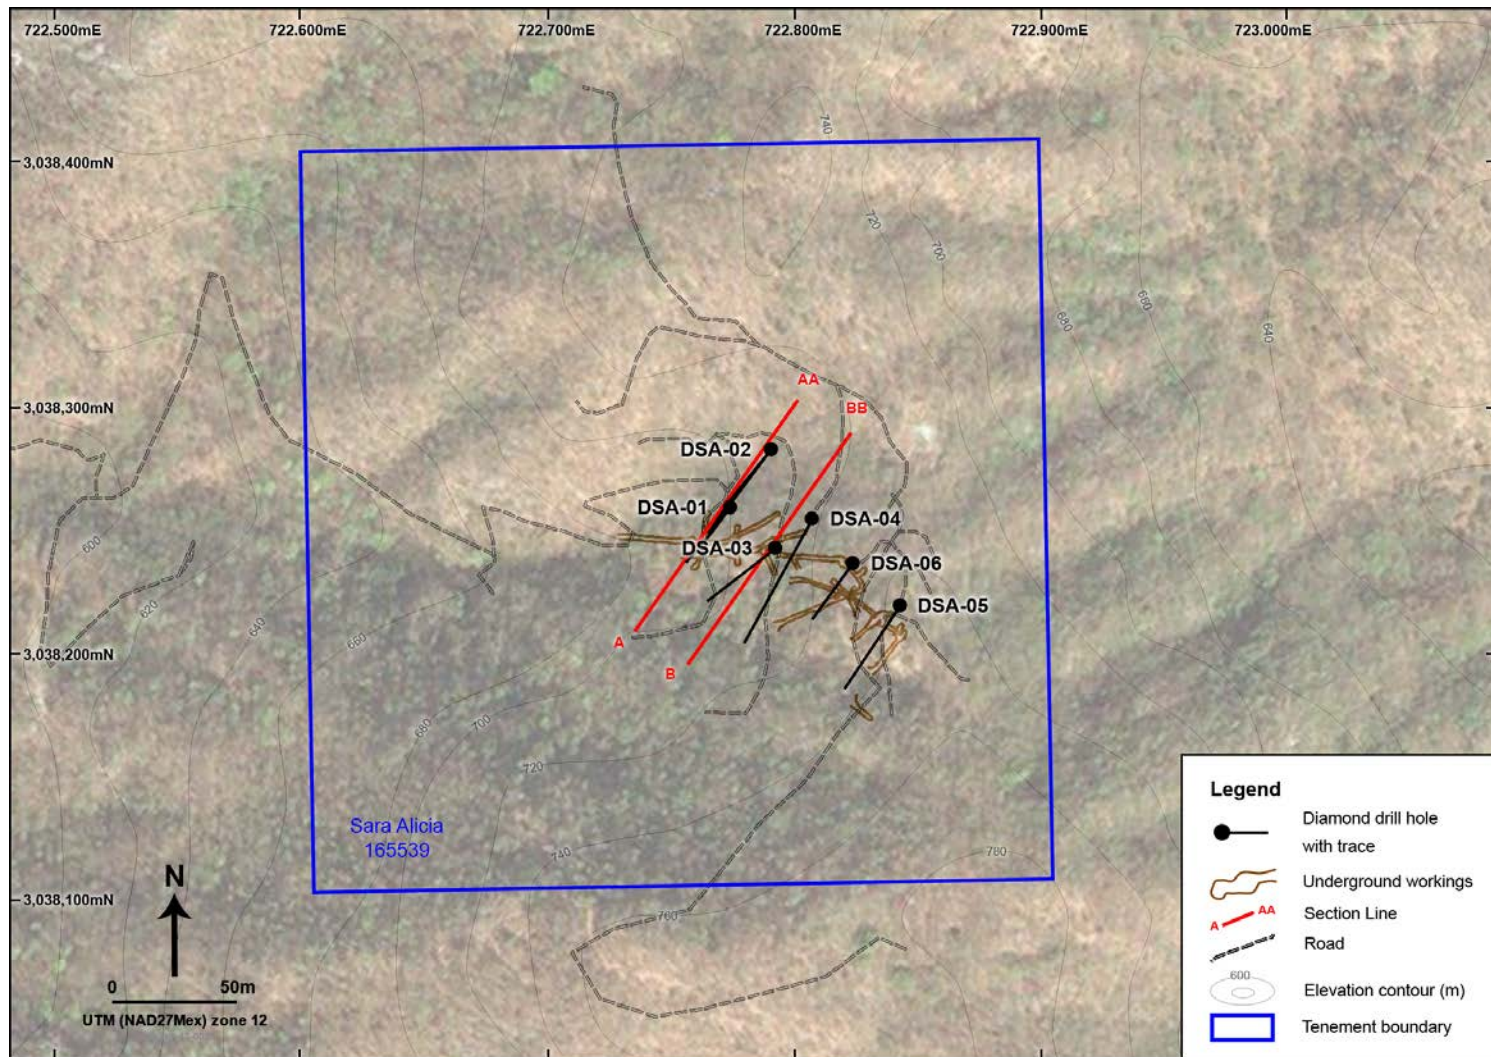 722.500mE 722.600mE 722.700mE 722.800mE 722.900mE 723.000mE
740
3,038,400mN
720
700
660
680
640
AA
3,038,300mN
BB
DSA-02
DSA-01
DSA-04
600
DSA-03
DSA-06
DSA-05
620
640
660
A
3,038,200mN
B
680
700
720
Legend
Diamond drill hole
with trace
Sara Alicia
165539
740
780
N
Underground workings
A AA Section Line
3,038,100mN
760
Road
600
Elevation contour (m)
0 50m
UTM (NAD27Mex) zone 12
Tenement boundary